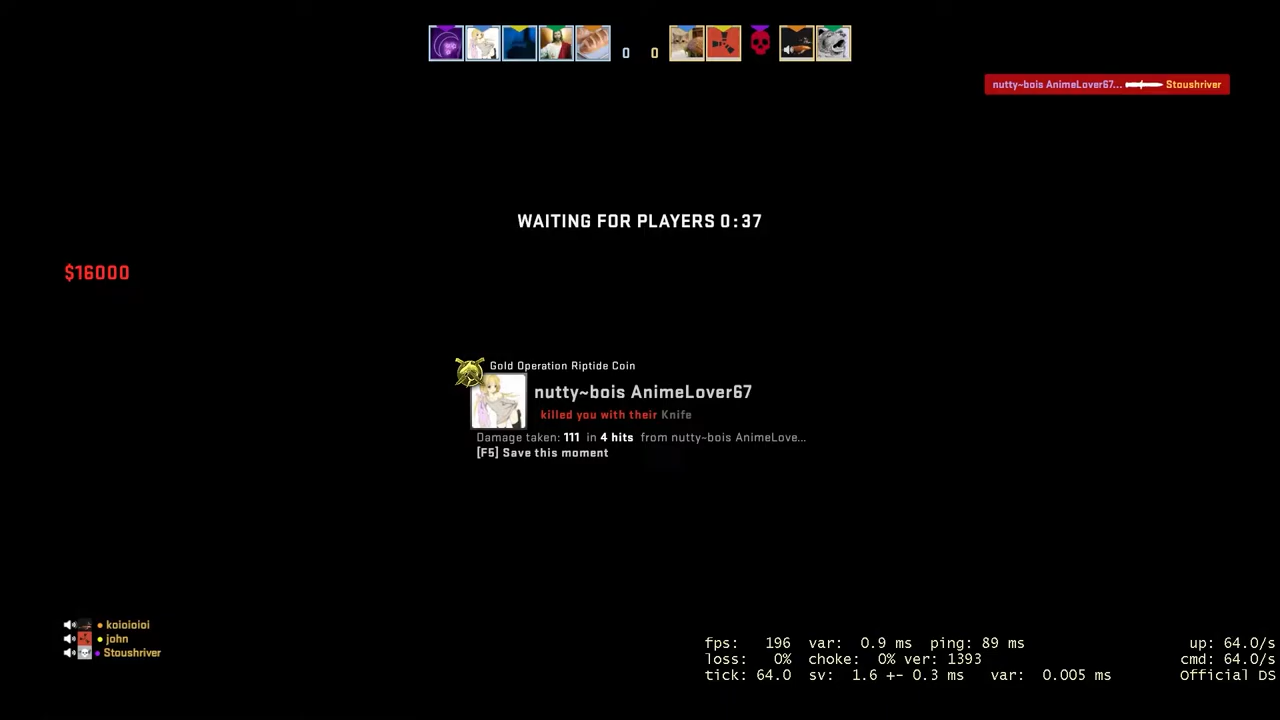 0 0
nutty~bois AnimeLover67... Stoushriver
WAITING FOR PLAYERS 0:37
$16000
Gold Operation Riptide Coin
nutty~bois AnimeLover67
killed you with their Knife
Damage taken: 111 in 4 hits from nutty~bois AnimeLove...
[F5] Save this moment
koioioioi
john
Stoushriver
fps: 196 var: 0.9 ms ping: 89 ms up: 64.0/s
loss: 0% choke: 0% ver: 1393 cmd: 64.0/s
tick: 64.0 sv: 1.6 +- 0.3 ms var: 0.005 ms Official DS